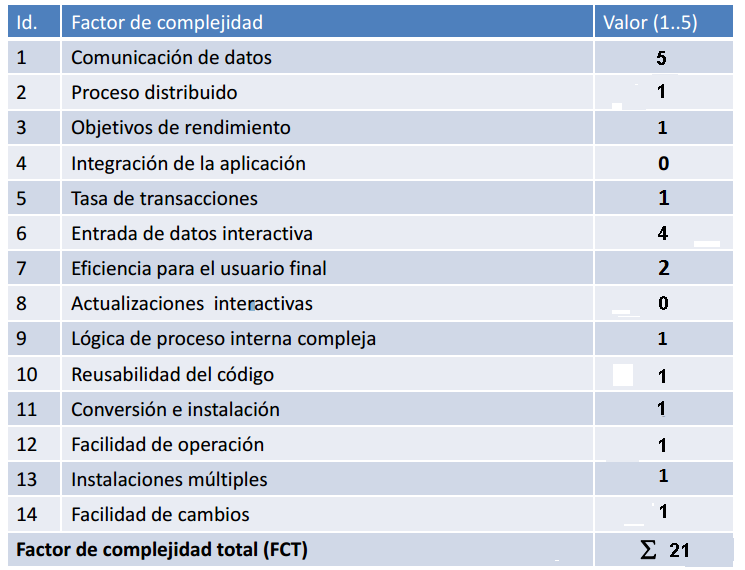 Id. Factor de complejidad Valor (1..5)
1 Comunicación de datos 5
2 Proceso distribuido 1
3 Objetivos de rendimiento 1
4 Integración de la aplicación 0
5 Tasa de transacciones 1
6 Entrada de datos interactiva 4
7 Eficiencia para el usuario final 2
8 Actualizaciones interactivas 0
9 Lógica de proceso interna compleja 1
10 Reusabilidad del código 1
11 Conversión e instalación 1
12 Facilidad de operación 1
13 Instalaciones múltiples 1
14 Facilidad de cambios 1
Factor de complejidad total (FCT) Σ 21